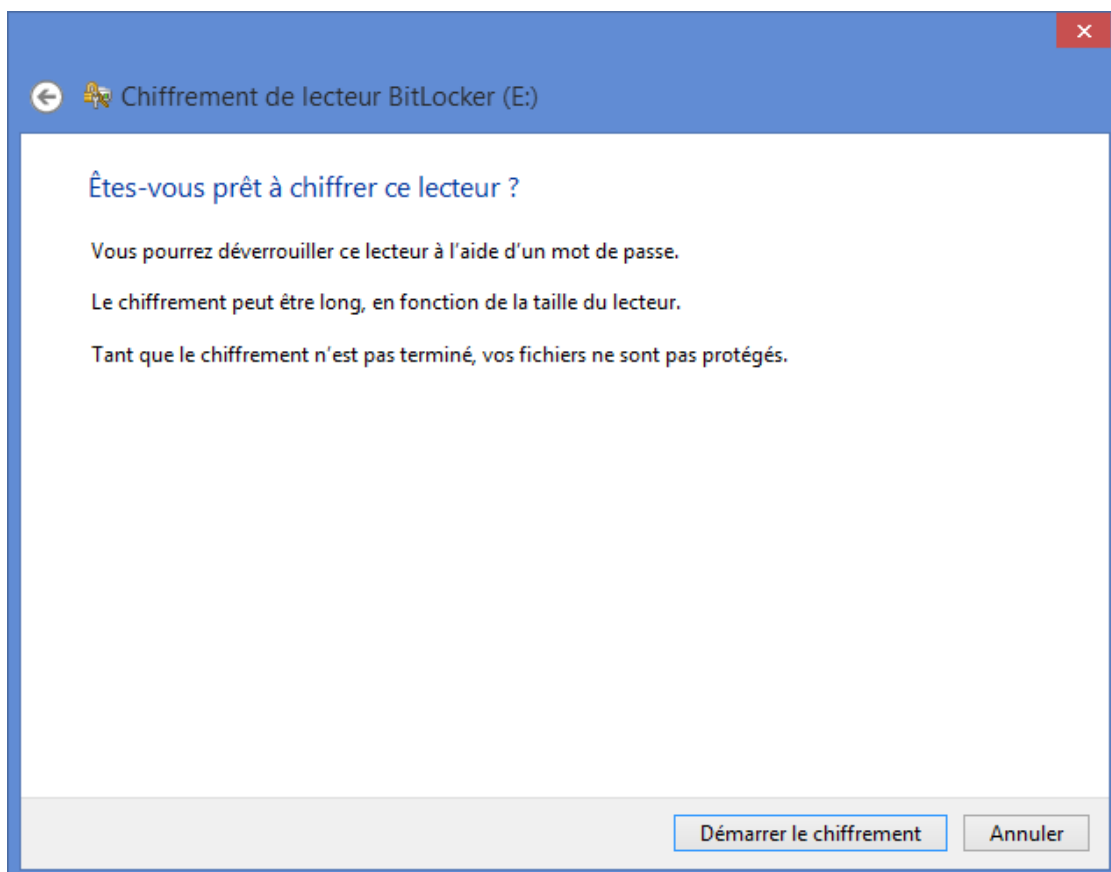 Chiffrement de lecteur BitLocker (E:)
Êtes-vous prêt à chiffrer ce lecteur ?
Vous pourrez déverrouiller ce lecteur à l’aide d’un mot de passe.
Le chiffrement peut être long, en fonction de la taille du lecteur.
Tant que le chiffrement n’est pas terminé, vos fichiers ne sont pas protégés.
Démarrer le chiffrement Annuler